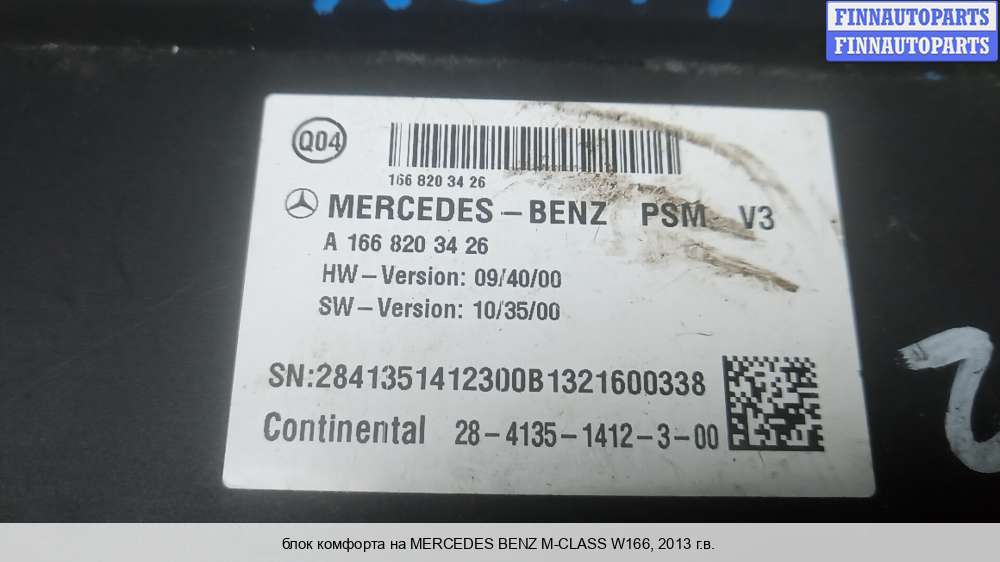 FINNAUTOPARTS
FINNAUTOPARTS
Q04
166 820 34 26
MERCEDES-BENZ PSM V3
A 166 820 34 26
HW-Version: 09/40/00
SW-Version: 10/35/00
SN:2841351412300B1321600338
Continental 28-4135-1412-3-00
2
блок комфорта на MERCEDES BENZ M-CLASS W166, 2013 г.в.